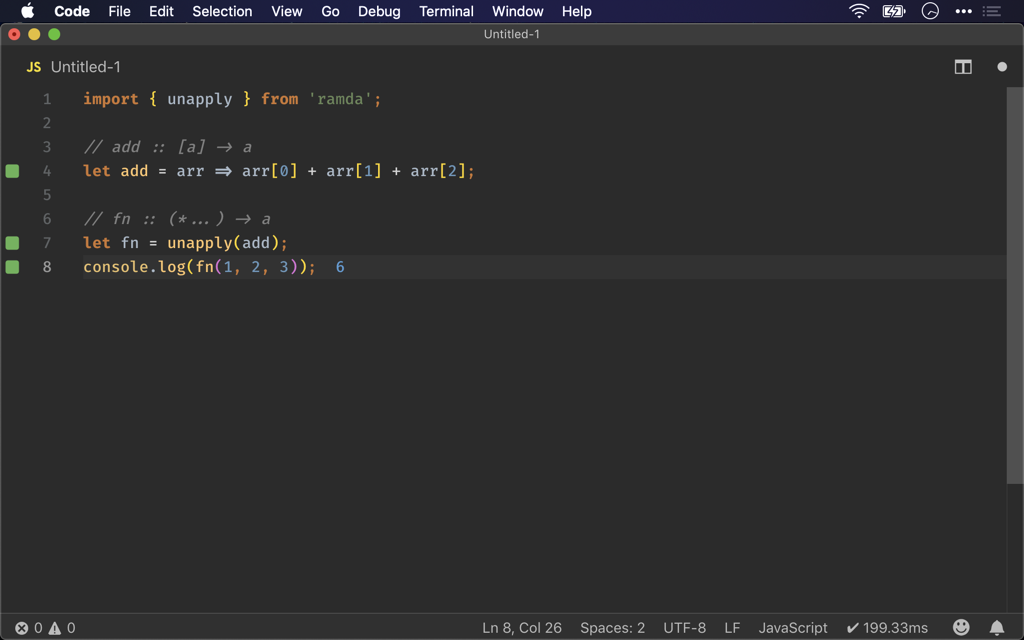 Code File Edit Selection View Go Debug Terminal Window Help
Untitled-1
JS Untitled-1
1 import { unapply } from 'ramda';
2
3 // add :: [a] → a
4 let add = arr ⇒ arr[0] + arr[1] + arr[2];
5
6 // fn :: (*...) → a
7 let fn = unapply(add);
8 console.log(fn(1, 2, 3)); 6
0 0 Ln 8, Col 26 Spaces: 2 UTF-8 LF JavaScript ✔ 199.33ms